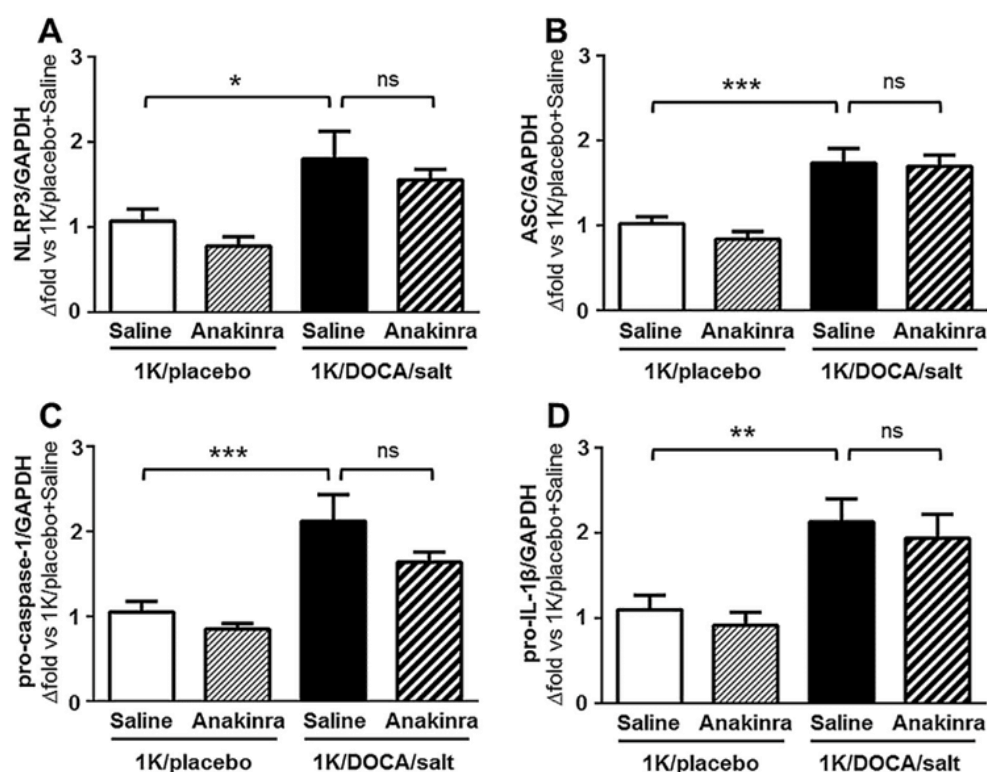 A
NLRP3/GAPDH
Δfold vs 1K/placebo+Saline
3
2
1
0
*
ns
Saline Anakinra Saline Anakinra
1K/placebo 1K/DOCA/salt
B
ASC/GAPDH
Δfold vs 1K/placebo+Saline
3
2
1
0
***
ns
Saline Anakinra Saline Anakinra
1K/placebo 1K/DOCA/salt
C
pro-caspase-1/GAPDH
Δfold vs 1K/placebo+Saline
3
2
1
0
***
ns
Saline Anakinra Saline Anakinra
1K/placebo 1K/DOCA/salt
D
pro-IL-1β/GAPDH
Δfold vs 1K/placebo+Saline
3
2
1
0
**
ns
Saline Anakinra Saline Anakinra
1K/placebo 1K/DOCA/salt